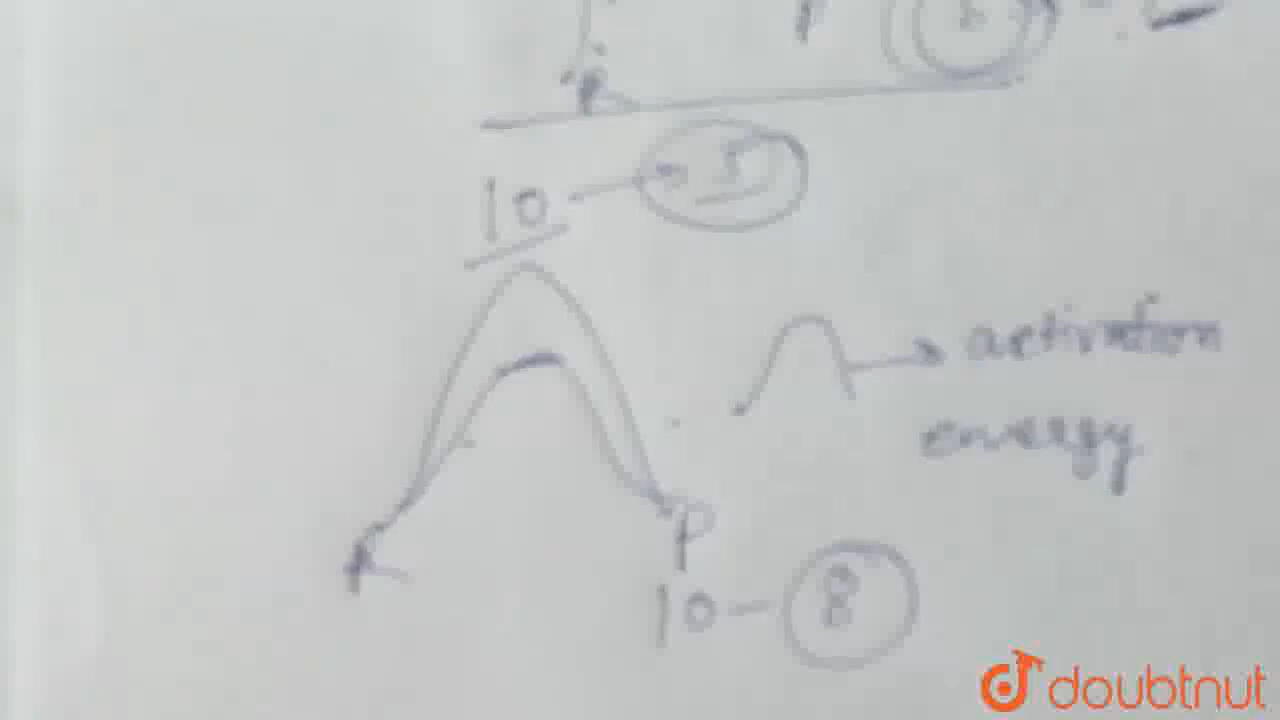 P
10 — 5
activation
energy
R
P
10 - 8
doubtnut